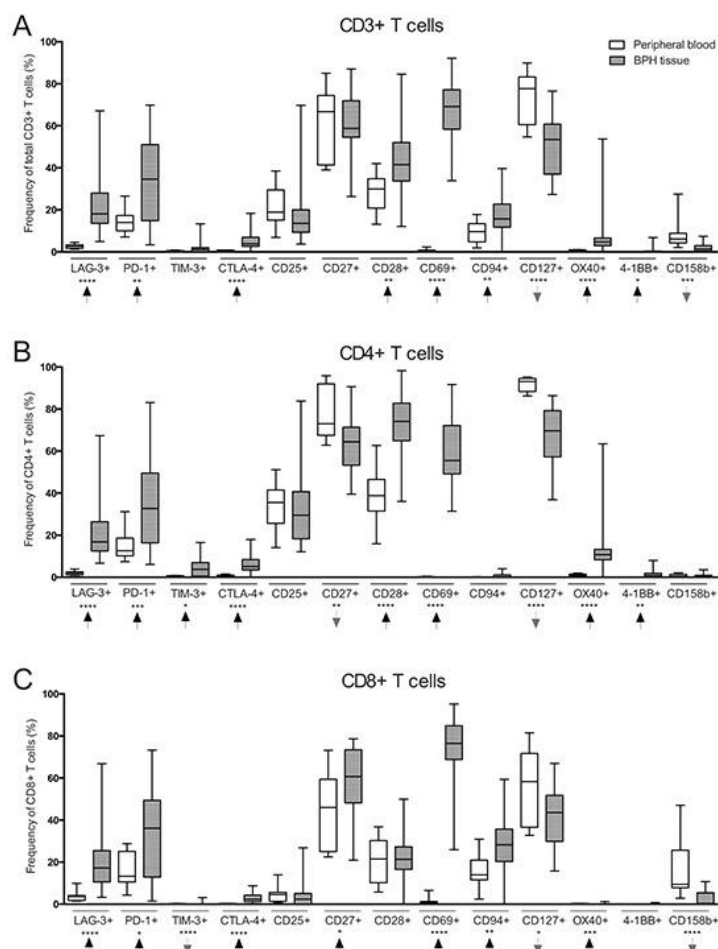 A
CD3+ T cells
Peripheral blood
BPH tissue
Frequency of total CD3+ T cells (%)
100
80
60
40
20
0
LAG-3+ PD-1+ TIM-3+ CTLA-4+ CD25+ CD27+ CD28+ CD69+ CD94+ CD127+ OX40+ 4-1BB+ CD158b+
**** ** **** ** **** ** **** **** * ***
B
CD4+ T cells
Frequency of CD4+ T cells (%)
100
80
60
40
20
0
LAG-3+ PD-1+ TIM-3+ CTLA-4+ CD25+ CD27+ CD28+ CD69+ CD94+ CD127+ OX40+ 4-1BB+ CD158b+
**** *** * **** ** **** **** **** **** **
C
CD8+ T cells
Frequency of CD8+ T cells (%)
100
80
60
40
20
0
LAG-3+ PD-1+ TIM-3+ CTLA-4+ CD25+ CD27+ CD28+ CD69+ CD94+ CD127+ OX40+ 4-1BB+ CD158b+
**** * **** **** * **** ** * *** ****